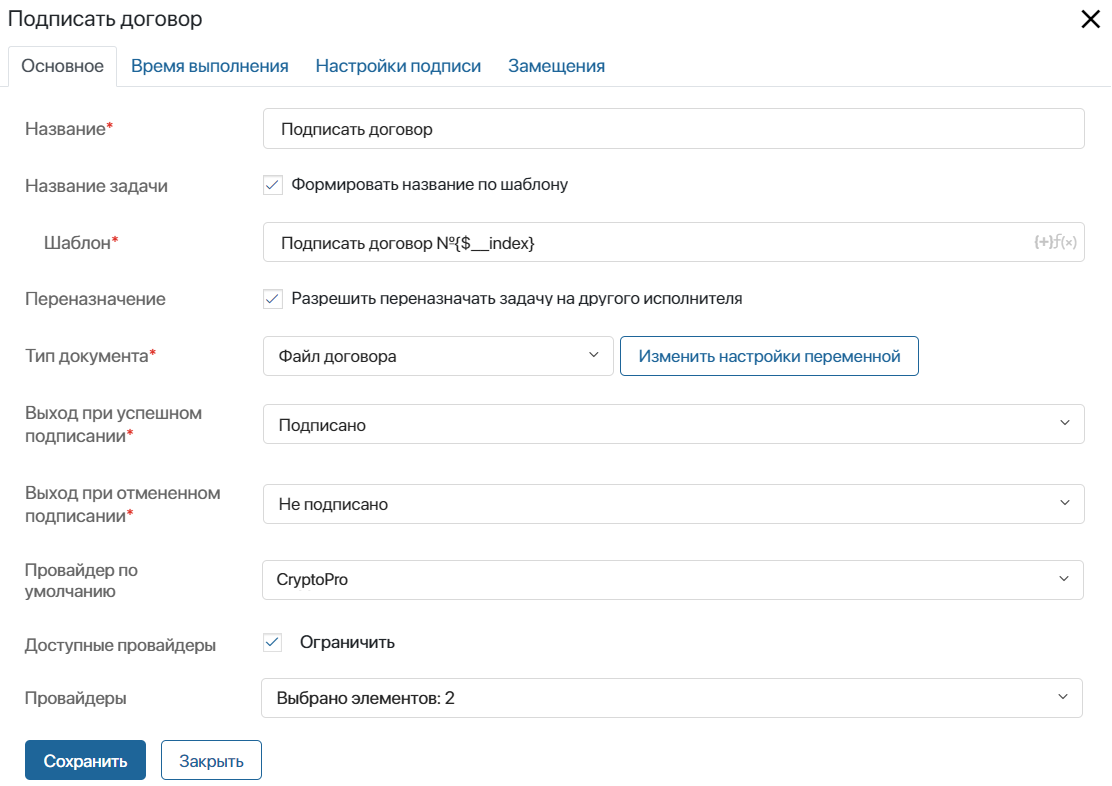 Подписать договор
Основное Время выполнения Настройки подписи Замещения
Название* Подписать договор
Название задачи Формировать название по шаблону
Шаблон* Подписать договор №{$__index} {+}ƒ(×)
Переназначение Разрешить переназначать задачу на другого исполнителя
Тип документа* Файл договора Изменить настройки переменной
Выход при успешном
подписании* Подписано
Выход при отмененном
подписании* Не подписано
Провайдер по
умолчанию CryptoPro
Доступные провайдеры Ограничить
Провайдеры Выбрано элементов: 2
Сохранить Закрыть